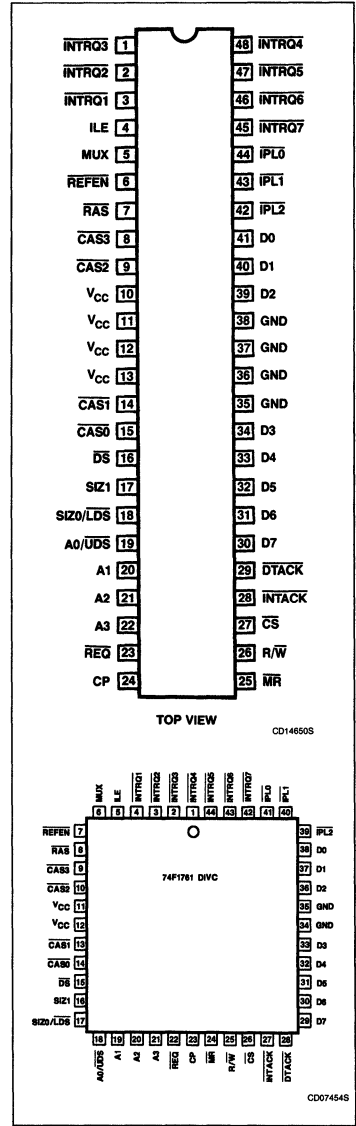 INTRQ3 1 48 INTRQ4
INTRQ2 2 47 INTRQ5
INTRQ1 3 46 INTRQ6
ILE 4 45 INTRQ7
MUX 5 44 IPL0
REFEN 6 43 IPL1
RAS 7 42 IPL2
CAS3 8 41 D0
CAS2 9 40 D1
VCC 10 39 D2
VCC 11 38 GND
VCC 12 37 GND
VCC 13 36 GND
CAS1 14 35 GND
CAS0 15 34 D3
DS 16 33 D4
SIZ1 17 32 D5
SIZ0/LDS 18 31 D6
A0/UDS 19 30 D7
A1 20 29 DTACK
A2 21 28 INTACK
A3 22 27 CS
REQ 23 26 R/W
CP 24 25 MR
TOP VIEW
CD14650S
MUX ILE INTRQ1 INTRQ2 INTRQ3 INTRQ4 INTRQ5 INTRQ6 INTRQ7 IPL0 IPL1
6 5 4 3 2 1 44 43 42 41 40
REFEN 7 39 IPL2
RAS 8 38 D0
CAS3 9 37 D1
CAS2 10 74F1761 DIVC 36 D2
VCC 11 35 GND
VCC 12 34 GND
CAS1 13 33 D3
CAS0 14 32 D4
DS 15 31 D5
SIZ1 16 30 D6
SIZ0/LDS 17 29 D7
18 19 20 21 22 23 24 25 26 27 28
A0/UDS A1 A2 A3 REQ CP MR R/W CS INTACK DTACK
CD07454S